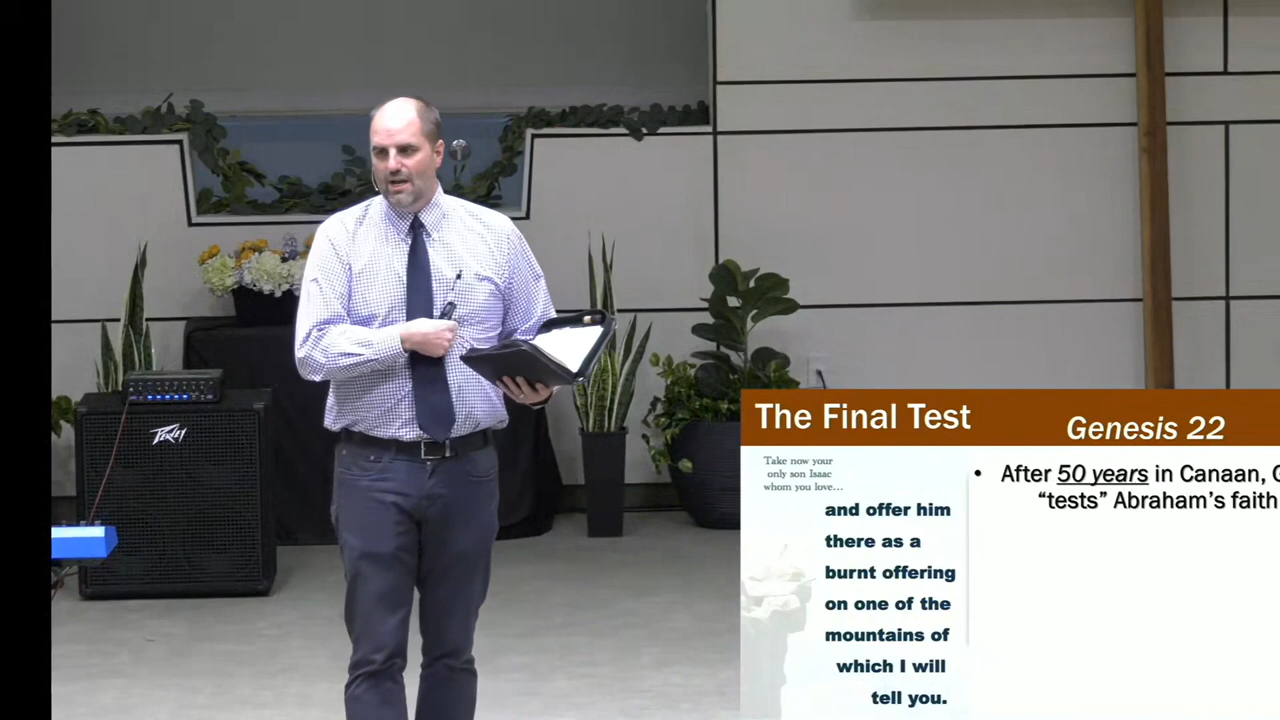 PEAVEY
The Final Test
Genesis 22
Take now your
only son Isaac
whom you love...
and offer him
there as a
burnt offering
on one of the
mountains of
which I will
tell you.
• After 50 years in Canaan, G
“tests” Abraham’s faith